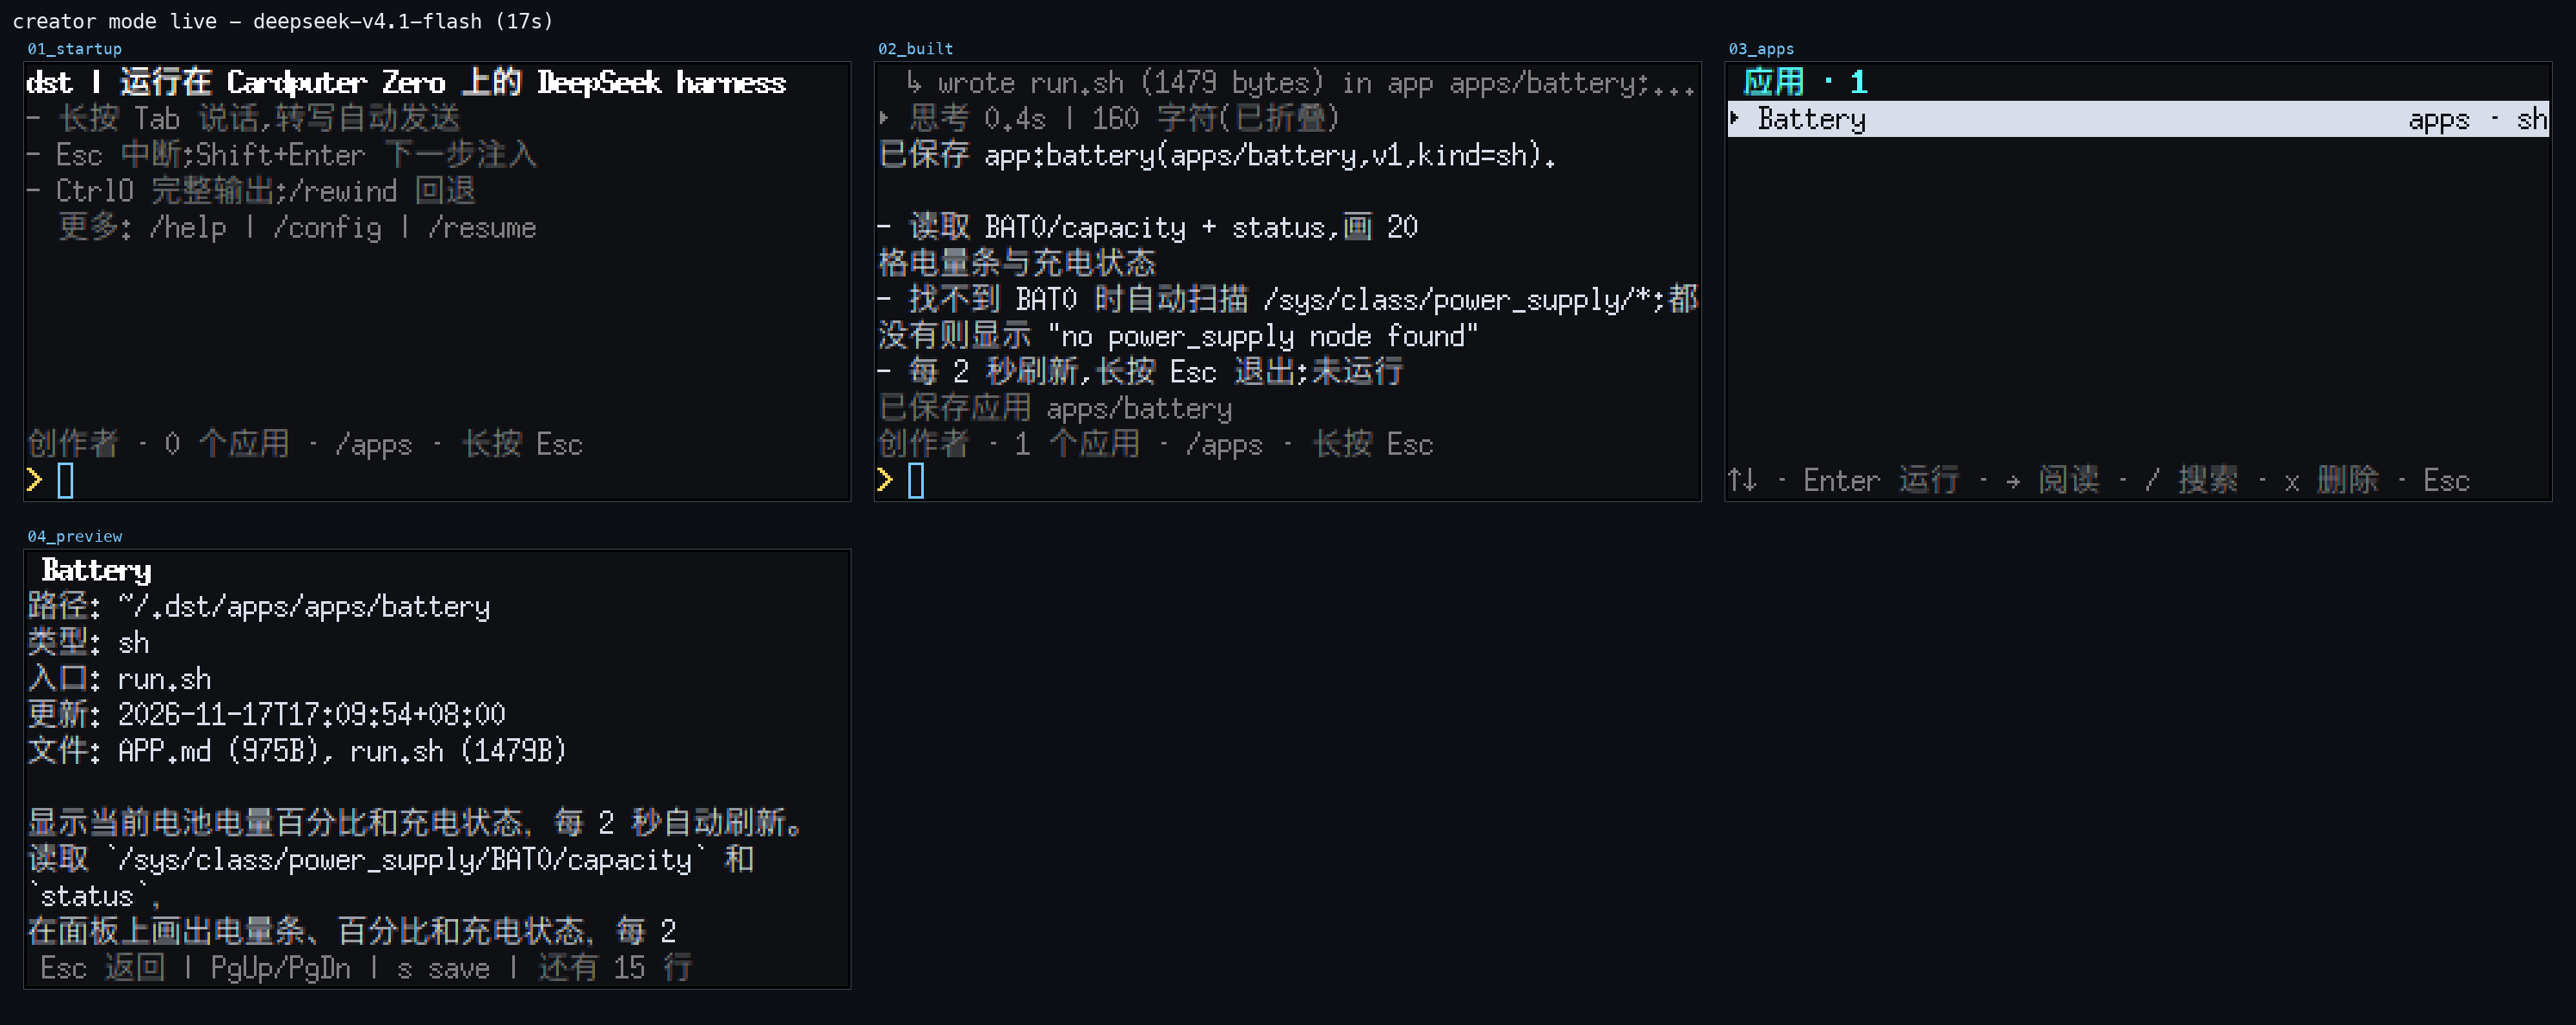 creator mode live — deepseek-v4.1-flash (17s)
01_startup
dst | 运行在 Cardputer Zero 上的 DeepSeek harness
- 长按 Tab 说话,转写自动发送
- Esc 中断;Shift+Enter 下一步注入
- CtrlO 完整输出;/rewind 回退
更多: /help | /config | /resume
创作者 · 0 个应用 · /apps · 长按 Esc
>
02_built
↳ wrote run.sh (1479 bytes) in app apps/battery;...
▸ 思考 0.4s | 160 字符(已折叠)
已保存 app:battery(apps/battery,v1,kind=sh).
- 读取 BAT0/capacity + status,画 20
格电量条与充电状态
- 找不到 BAT0 时自动扫描 /sys/class/power_supply/*;都
没有则显示 "no power_supply node found"
- 每 2 秒刷新,长按 Esc 退出;未运行
已保存应用 apps/battery
创作者 · 1 个应用 · /apps · 长按 Esc
>
03_apps
应用 · 1
▸ Battery apps · sh
↑↓ · Enter 运行 · → 阅读 · / 搜索 · x 删除 · Esc
04_preview
Battery
路径: ~/.dst/apps/apps/battery
类型: sh
入口: run.sh
更新: 2026-11-17T17:09:54+08:00
文件: APP.md (975B), run.sh (1479B)
显示当前电池电量百分比和充电状态，每 2 秒自动刷新。
读取 `/sys/class/power_supply/BAT0/capacity` 和
`status`，
在面板上画出电量条、百分比和充电状态，每 2
Esc 返回 | PgUp/PgDn | s save | 还有 15 行